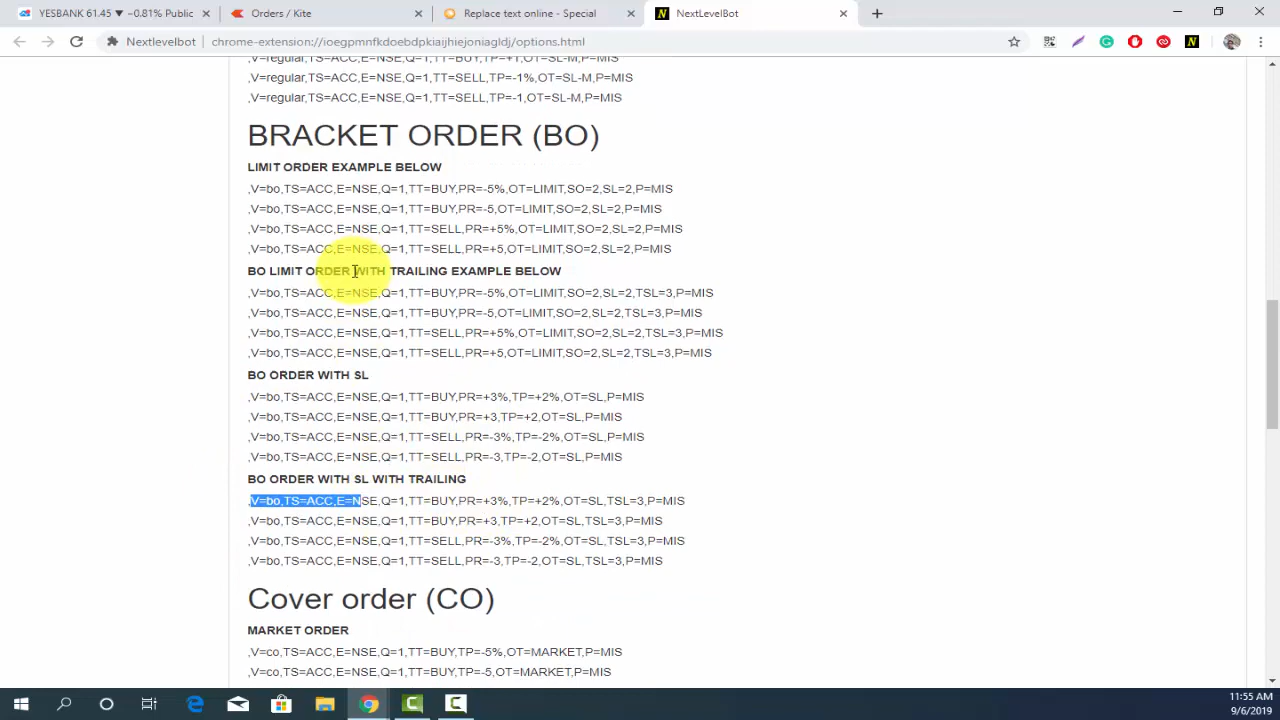 YESBANK 61.45 ▼ −0.81% Public
Orders / Kite
Replace text online - Special
NextLevelBot
Nextlevelbot
chrome-extension://ioegpmnfkdoebdpkiaijhiejoniagldj/options.html
,V=regular,TS=ACC,E=NSE,Q=1,TT=BUY,TP=+1,OT=SL-M,P=MIS
,V=regular,TS=ACC,E=NSE,Q=1,TT=SELL,TP=-1%,OT=SL-M,P=MIS
,V=regular,TS=ACC,E=NSE,Q=1,TT=SELL,TP=-1,OT=SL-M,P=MIS
BRACKET ORDER (BO)
LIMIT ORDER EXAMPLE BELOW
,V=bo,TS=ACC,E=NSE,Q=1,TT=BUY,PR=-5%,OT=LIMIT,SO=2,SL=2,P=MIS
,V=bo,TS=ACC,E=NSE,Q=1,TT=BUY,PR=-5,OT=LIMIT,SO=2,SL=2,P=MIS
,V=bo,TS=ACC,E=NSE,Q=1,TT=SELL,PR=+5%,OT=LIMIT,SO=2,SL=2,P=MIS
,V=bo,TS=ACC,E=NSE,Q=1,TT=SELL,PR=+5,OT=LIMIT,SO=2,SL=2,P=MIS
BO LIMIT ORDER WITH TRAILING EXAMPLE BELOW
,V=bo,TS=ACC,E=NSE,Q=1,TT=BUY,PR=-5%,OT=LIMIT,SO=2,SL=2,TSL=3,P=MIS
,V=bo,TS=ACC,E=NSE,Q=1,TT=BUY,PR=-5,OT=LIMIT,SO=2,SL=2,TSL=3,P=MIS
,V=bo,TS=ACC,E=NSE,Q=1,TT=SELL,PR=+5%,OT=LIMIT,SO=2,SL=2,TSL=3,P=MIS
,V=bo,TS=ACC,E=NSE,Q=1,TT=SELL,PR=+5,OT=LIMIT,SO=2,SL=2,TSL=3,P=MIS
BO ORDER WITH SL
,V=bo,TS=ACC,E=NSE,Q=1,TT=BUY,PR=+3%,TP=+2%,OT=SL,P=MIS
,V=bo,TS=ACC,E=NSE,Q=1,TT=BUY,PR=+3,TP=+2,OT=SL,P=MIS
,V=bo,TS=ACC,E=NSE,Q=1,TT=SELL,PR=-3%,TP=-2%,OT=SL,P=MIS
,V=bo,TS=ACC,E=NSE,Q=1,TT=SELL,PR=-3,TP=-2,OT=SL,P=MIS
BO ORDER WITH SL WITH TRAILING
,V=bo,TS=ACC,E=NSE,Q=1,TT=BUY,PR=+3%,TP=+2%,OT=SL,TSL=3,P=MIS
,V=bo,TS=ACC,E=NSE,Q=1,TT=BUY,PR=+3,TP=+2,OT=SL,TSL=3,P=MIS
,V=bo,TS=ACC,E=NSE,Q=1,TT=SELL,PR=-3%,TP=-2%,OT=SL,TSL=3,P=MIS
,V=bo,TS=ACC,E=NSE,Q=1,TT=SELL,PR=-3,TP=-2,OT=SL,TSL=3,P=MIS
Cover order (CO)
MARKET ORDER
,V=co,TS=ACC,E=NSE,Q=1,TT=BUY,TP=-5%,OT=MARKET,P=MIS
,V=co,TS=ACC,E=NSE,Q=1,TT=BUY,TP=-5,OT=MARKET,P=MIS
11:55 AM
9/6/2019